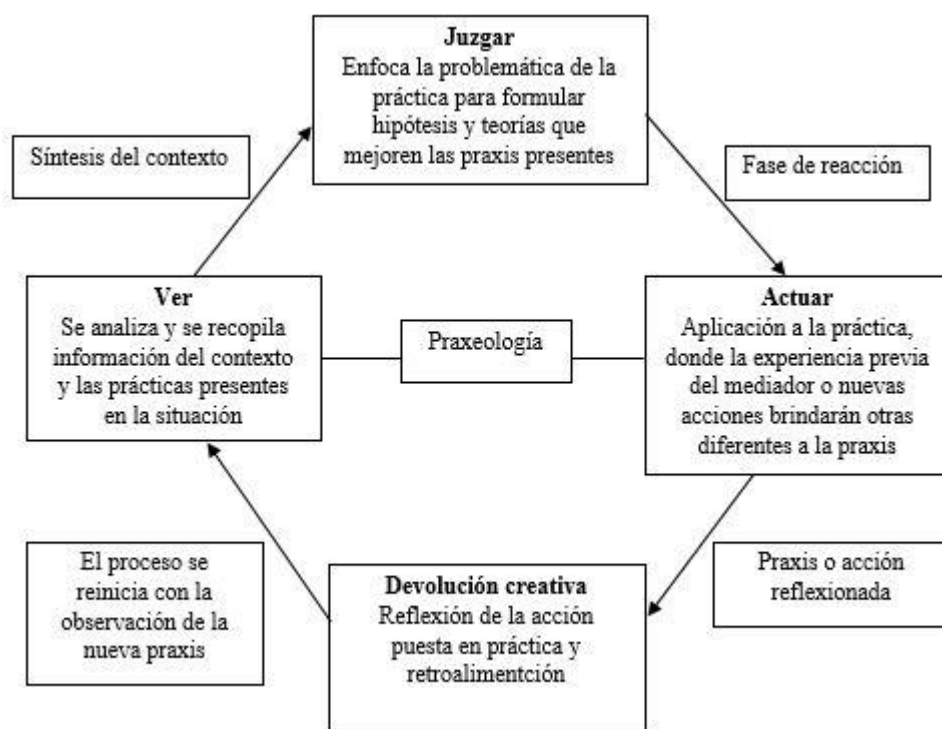 Juzgar
Enfoca la problemática de la
práctica para formular
hipótesis y teorías que
mejoren las praxis presentes
Síntesis del contexto
Fase de reacción
Ver
Se analiza y se recopila
información del contexto
y las prácticas presentes
en la situación
Praxeología
Actuar
Aplicación a la práctica,
donde la experiencia previa
del mediador o nuevas
acciones brindarán otras
diferentes a la praxis
El proceso se
reinicia con la
observación de la
nueva praxis
Devolución creativa
Reflexión de la acción
puesta en práctica y
retroalimentción
Praxis o acción
reflexionada